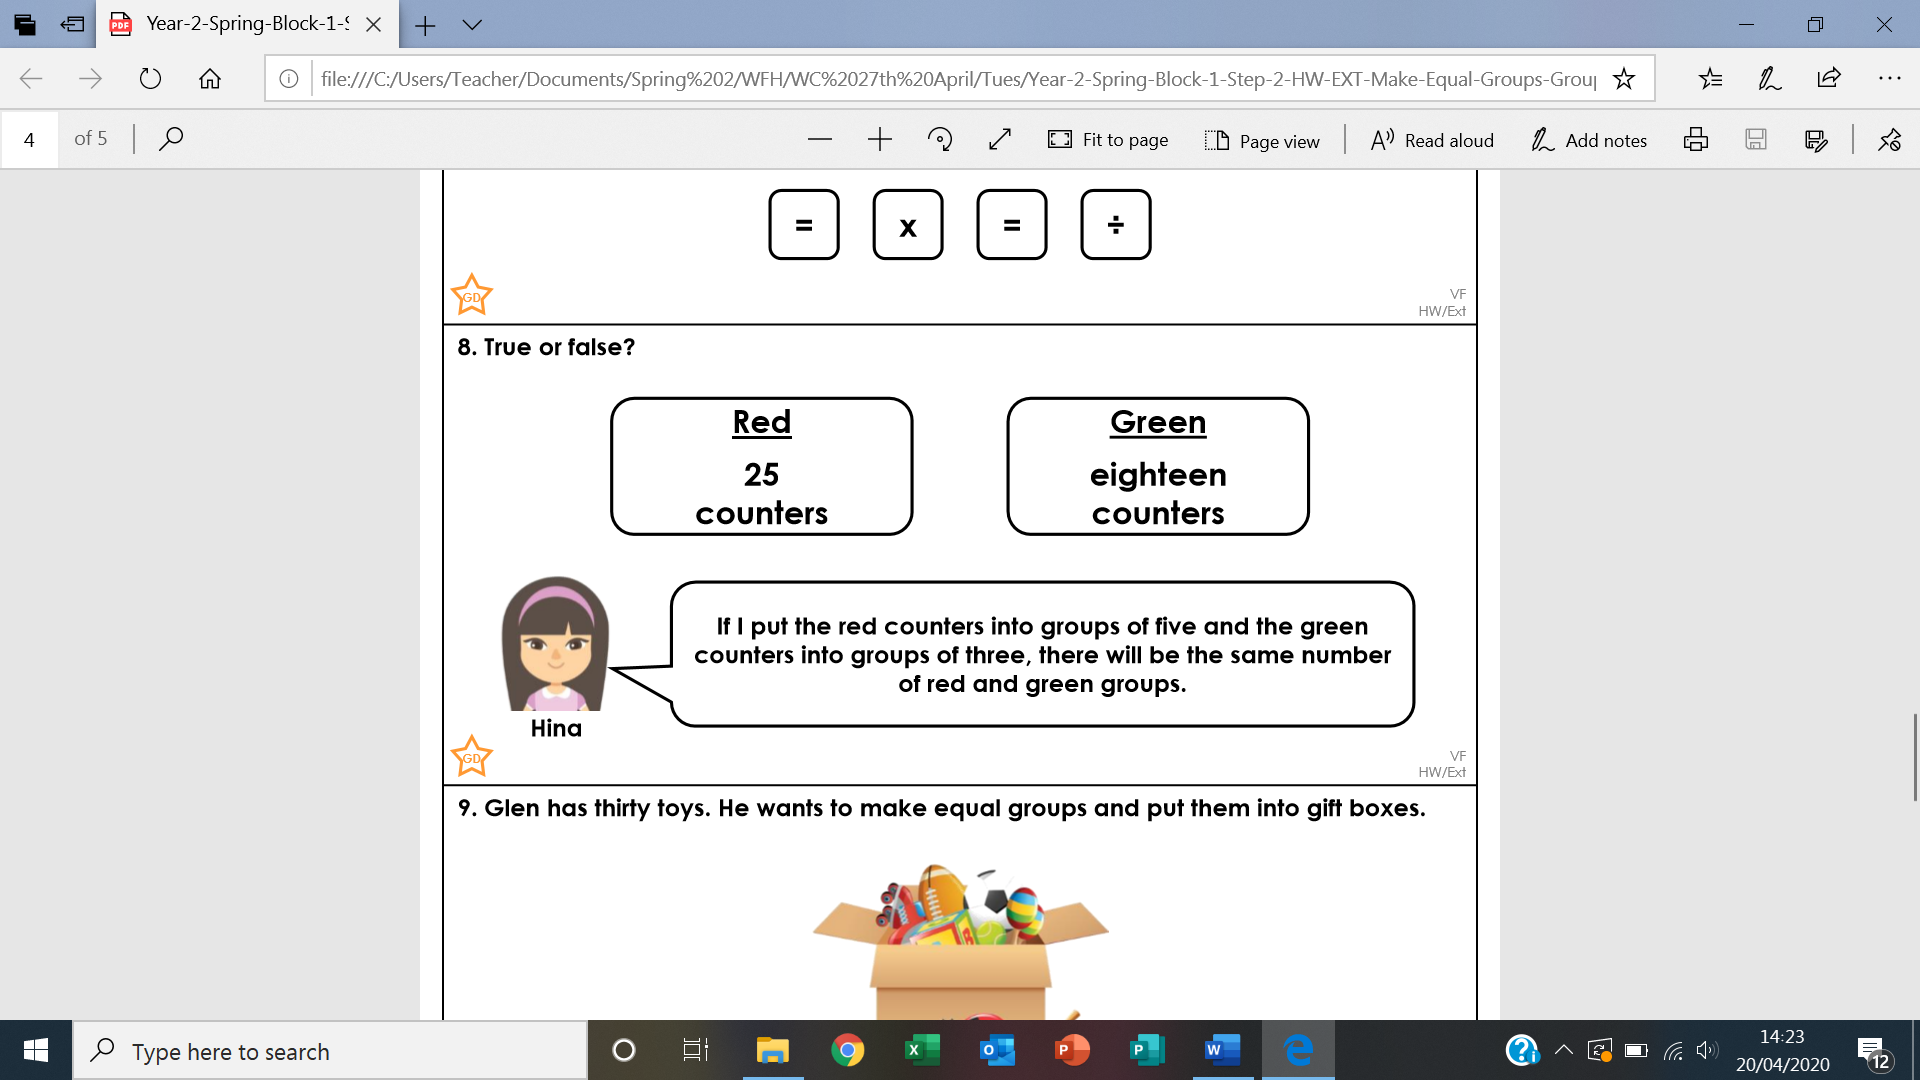 Year-2-Spring-Block-1-S
file:///C:/Users/Teacher/Documents/Spring%202/WFH/WC%2027th%20April/Tues/Year-2-Spring-Block-1-Step-2-HW-EXT-Make-Equal-Groups-Group
4 of 5
Fit to page
Page view
Read aloud
Add notes
= x = ÷
GD
VF
HW/Ext
8. True or false?
Red
25
counters
Green
eighteen
counters
If I put the red counters into groups of five and the green
counters into groups of three, there will be the same number
of red and green groups.
Hina
GD
VF
HW/Ext
9. Glen has thirty toys. He wants to make equal groups and put them into gift boxes.
Type here to search
14:23
20/04/2020
12